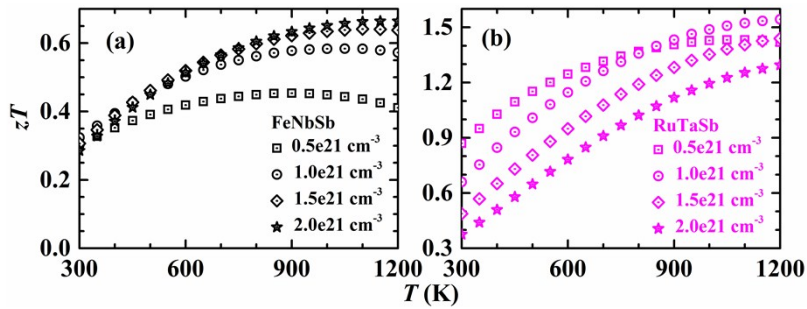 (a)
zT
0.6
0.4
0.2
0.0
FeNbSb
0.5e21 cm⁻³
1.0e21 cm⁻³
1.5e21 cm⁻³
2.0e21 cm⁻³
300 600 900 1200
(b)
1.5
1.2
0.9
0.6
0.3
RuTaSb
0.5e21 cm⁻³
1.0e21 cm⁻³
1.5e21 cm⁻³
2.0e21 cm⁻³
300 600 900 1200
T (K)